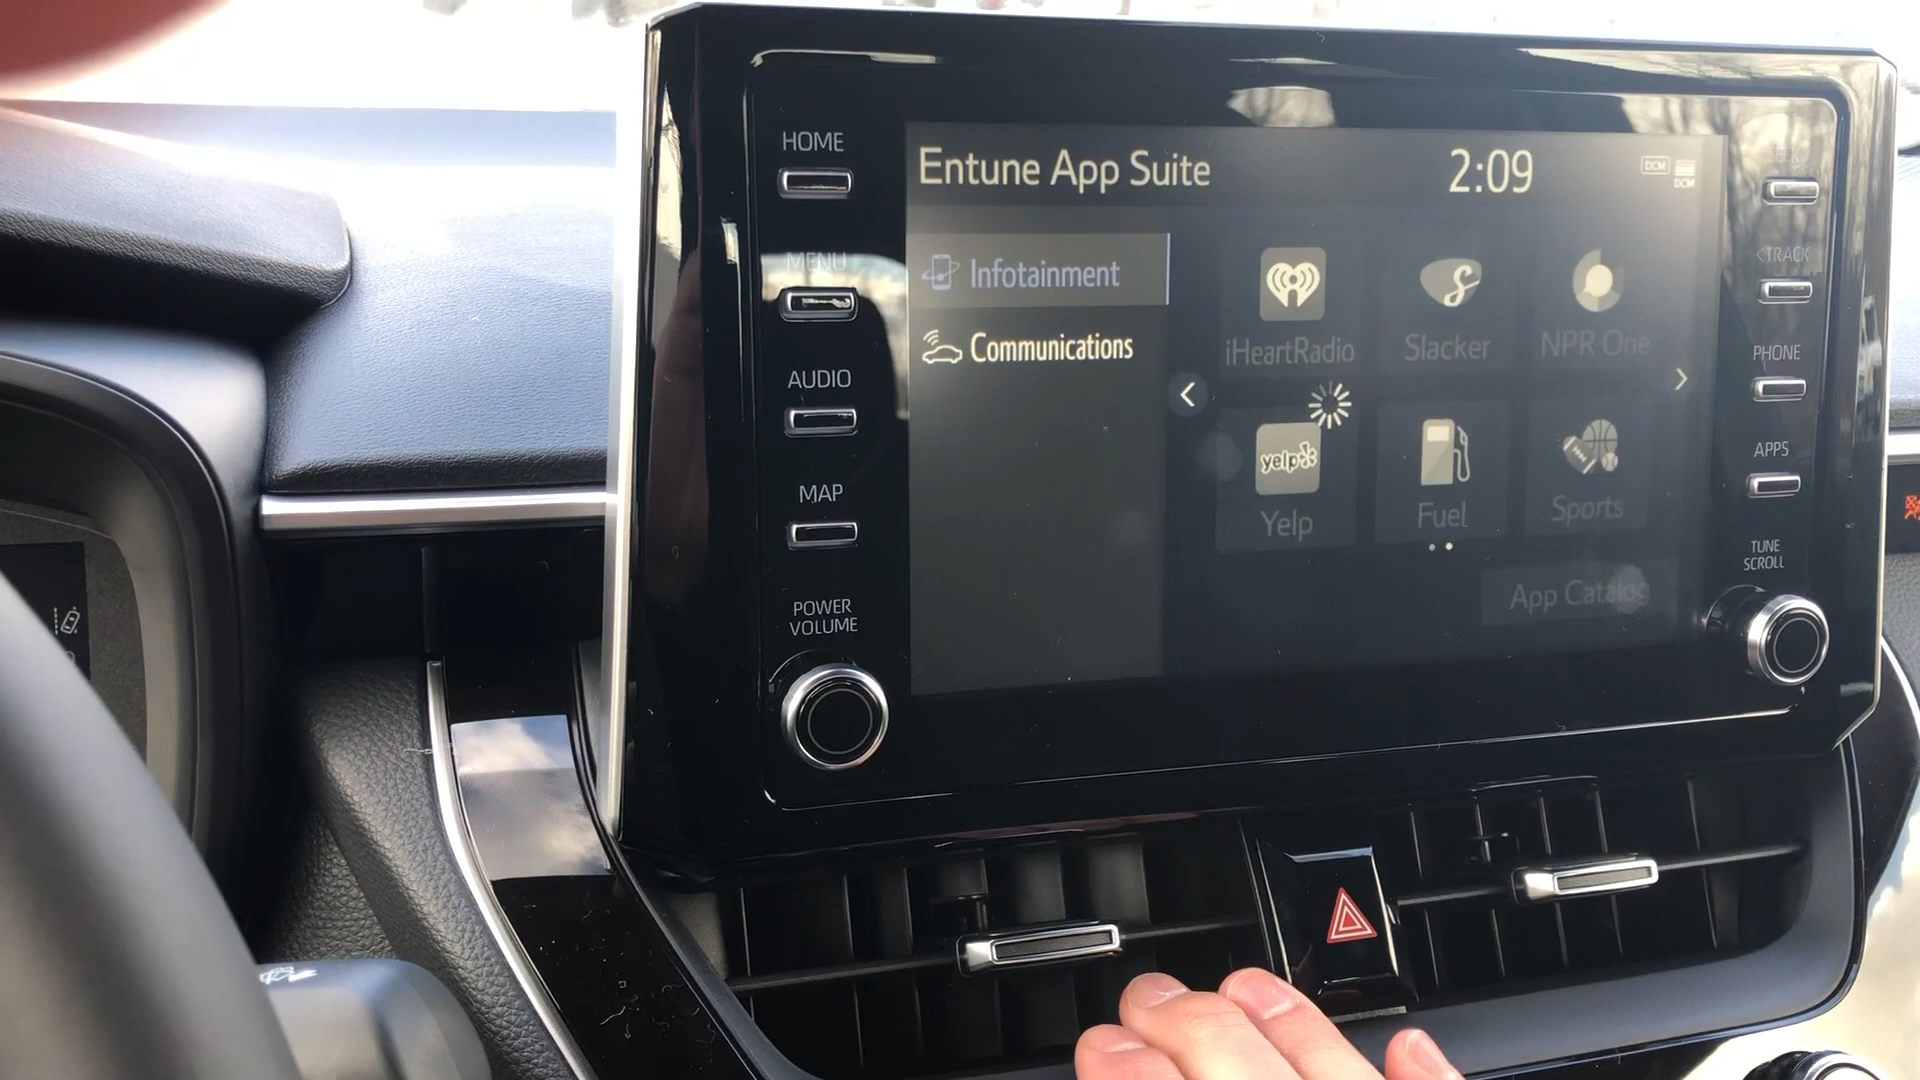 HOME
MENU
AUDIO
MAP
POWER
VOLUME
Entune App Suite
2:09
DCM
DCM
Infotainment
Communications
iHeartRadio
Slacker
NPR One
yelp
Yelp
Fuel
Sports
App Catalog
<TRACK
PHONE
APPS
TUNE
SCROLL